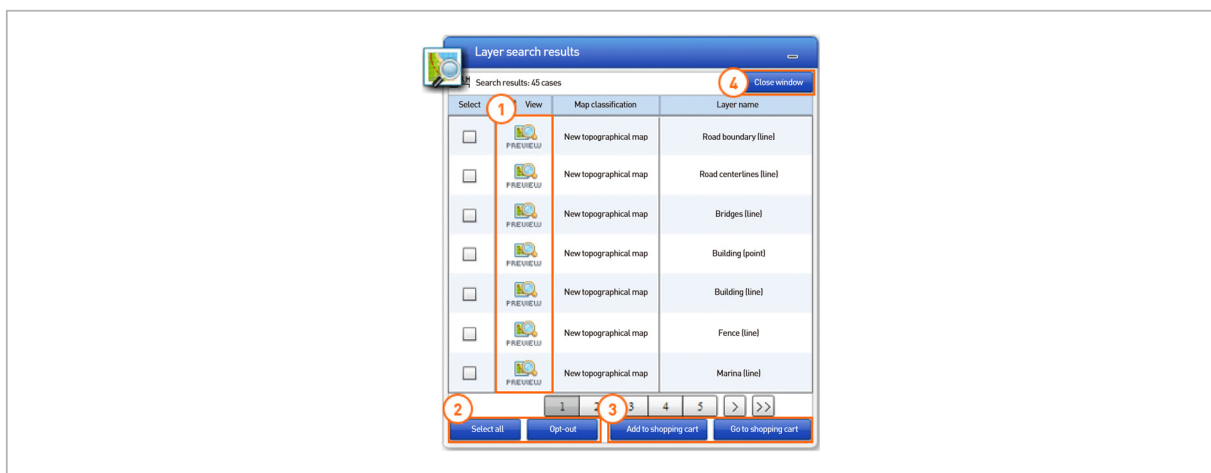 Layer search results
Search results: 45 cases
4
Close window
Select
1
View
Map classification
Layer name
PREVIEW
New topographical map
Road boundary (line)
PREVIEW
New topographical map
Road centerlines (line)
PREVIEW
New topographical map
Bridges (line)
PREVIEW
New topographical map
Building (point)
PREVIEW
New topographical map
Building (line)
PREVIEW
New topographical map
Fence (line)
PREVIEW
New topographical map
Marina (line)
1 2 3 4 5 > >>
2
Select all
Opt-out
3
Add to shopping cart
Go to shopping cart